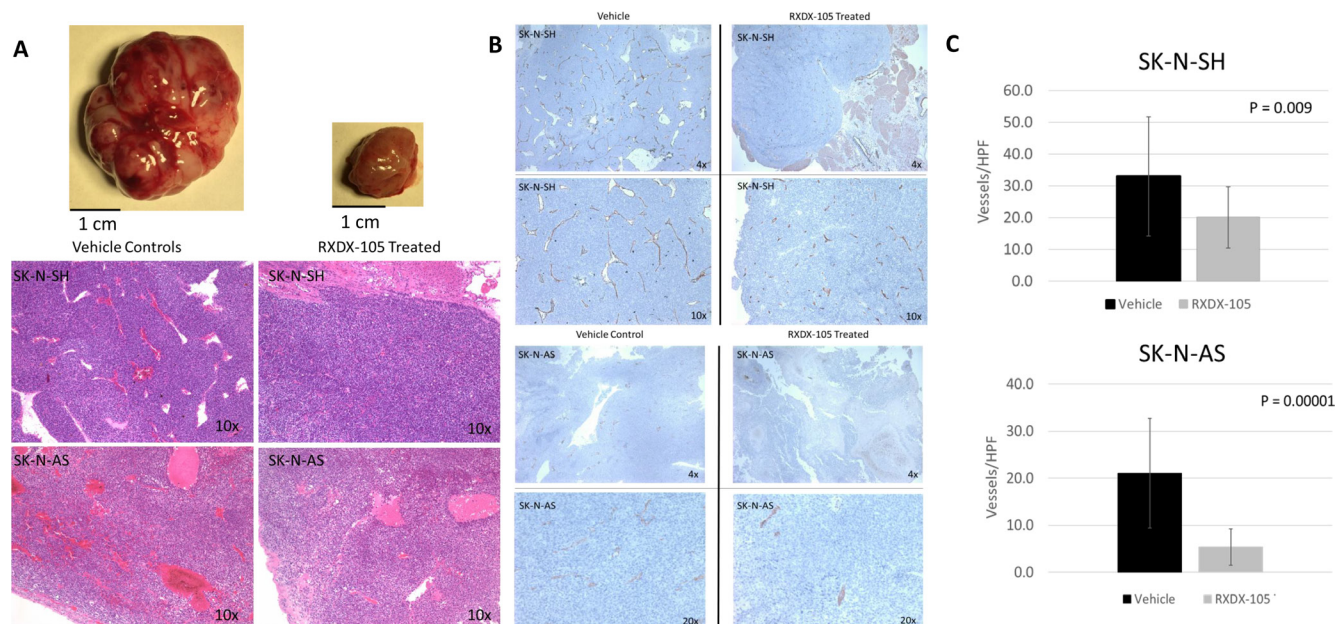 A
1 cm
1 cm
Vehicle Controls
RXDX-105 Treated
SK-N-SH
10x
SK-N-SH
10x
SK-N-AS
10x
SK-N-AS
10x
B
Vehicle
RXDX-105 Treated
SK-N-SH
4x
SK-N-SH
4x
SK-N-SH
10x
SK-N-SH
10x
Vehicle Control
RXDX-105 Treated
SK-N-AS
4x
SK-N-AS
4x
SK-N-AS
20x
SK-N-AS
20x
C
SK-N-SH
P = 0.009
Vessels/HPF
60.0
50.0
40.0
30.0
20.0
10.0
0.0
Vehicle
RXDX-105
SK-N-AS
P = 0.00001
Vessels/HPF
40.0
30.0
20.0
10.0
0.0
Vehicle
RXDX-105